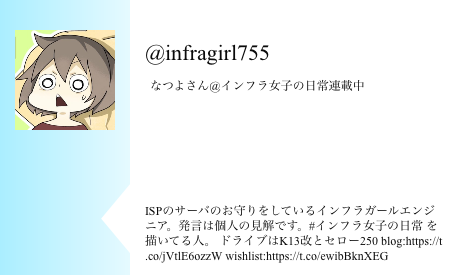 @infragirl755
なつよさん@インフラ女子の日常連載中
ISPのサーバのお守りをしているインフラガールエンジ
ニア。発言は個人の見解です。#インフラ女子の日常 を
描いてる人。 ドライブはK13改とセロー250 blog:https://t
.co/jVtlE6ozzW wishlist:https://t.co/ewibBknXEG